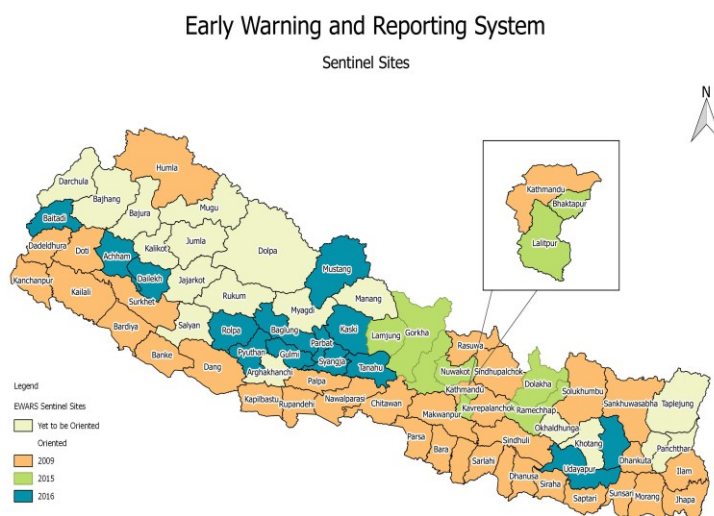 Early Warning and Reporting System
Sentinel Sites
N
Humla
Darchula
Bajhang
Mugu
Bajura
Baitadi
Jumla
Dadeldhura
Doti
Achham
Kalikot
Dolpa
Mustang
Kanchanpur
Kailali
Dailekh
Jajarkot
Surkhet
Rukum
Myagdi
Manang
Bardiya
Salyan
Rolpa
Baglung
Parbat
Kaski
Lamjung
Gorkha
Banke
Dang
Pyuthan
Gulmi
Syangja
Tanahu
Arghakhanchi
Palpa
Kapilbastu
Rupandehi
Nawalparasi
Chitawan
Rasuwa
Nuwakot
Sindhupalchok
Kathmandu
Dolakha
Makwanpur
Kavrepalanchok
Ramechhap
Solukhumbu
Sankhuwasabha
Taplejung
Okhaldhunga
Khotang
Panchthar
Parsa
Bara
Sarlahi
Sindhuli
Dhanusa
Siraha
Udayapur
Dhankuta
Ilam
Saptari
Sunsari
Morang
Jhapa
Kathmandu
Bhaktapur
Lalitpur
Legend
EWARS Sentinel Sites
Yet to be Oriented
Oriented
2009
2015
2016